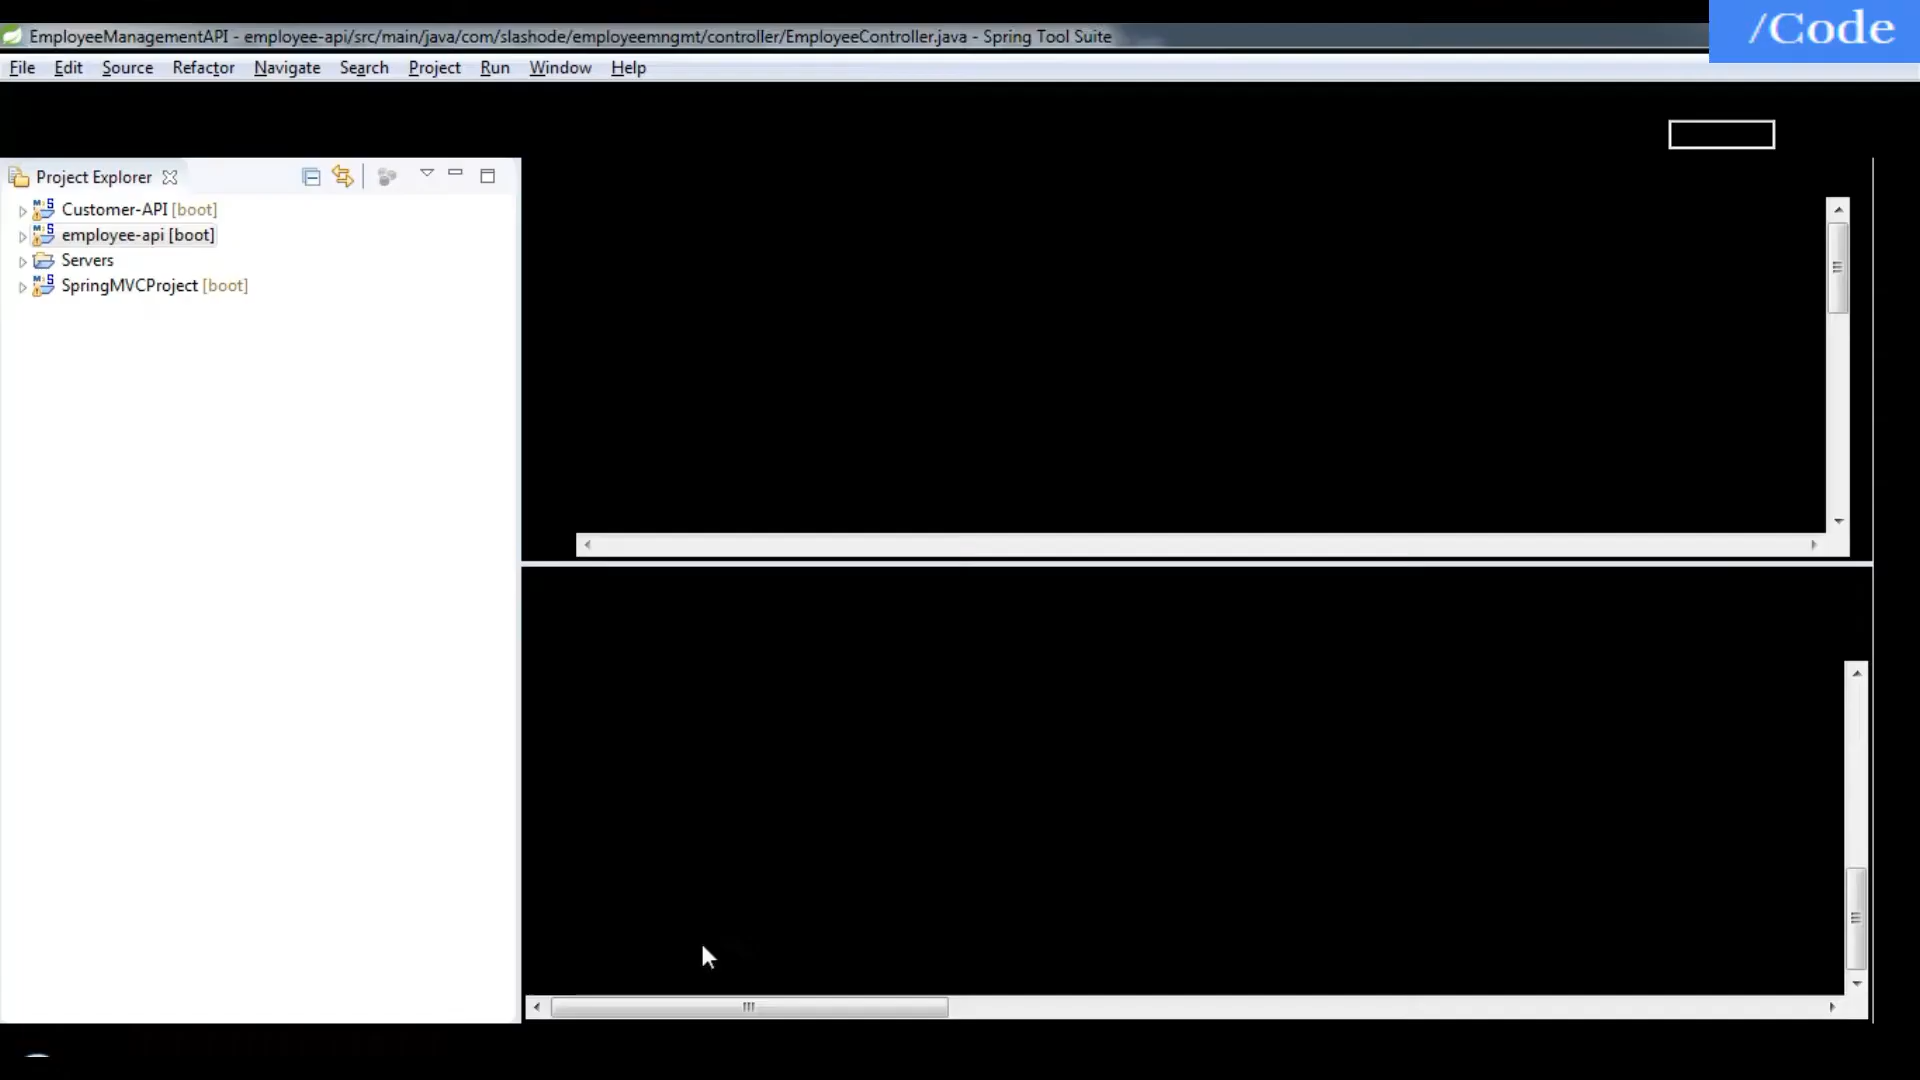 /Code
EmployeeManagementAPI - employee-api/src/main/java/com/slashode/employeemngmt/controller/EmployeeController.java - Spring Tool Suite
File Edit Source Refactor Navigate Search Project Run Window Help
Project Explorer
Customer-API [boot]
employee-api [boot]
Servers
SpringMVCProject [boot]